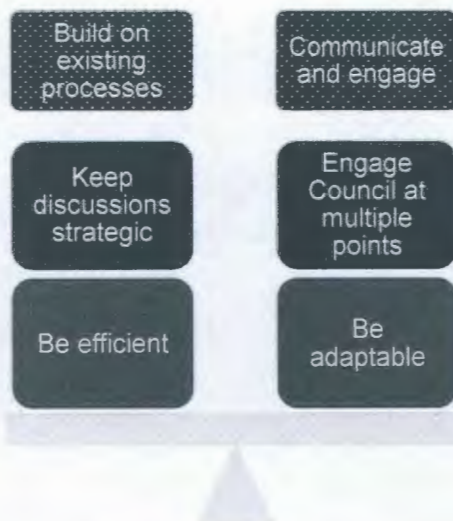 Build on
existing
processes
Communicate
and engage
Keep
discussions
strategic
Engage
Council at
multiple
points
Be efficient
Be
adaptable